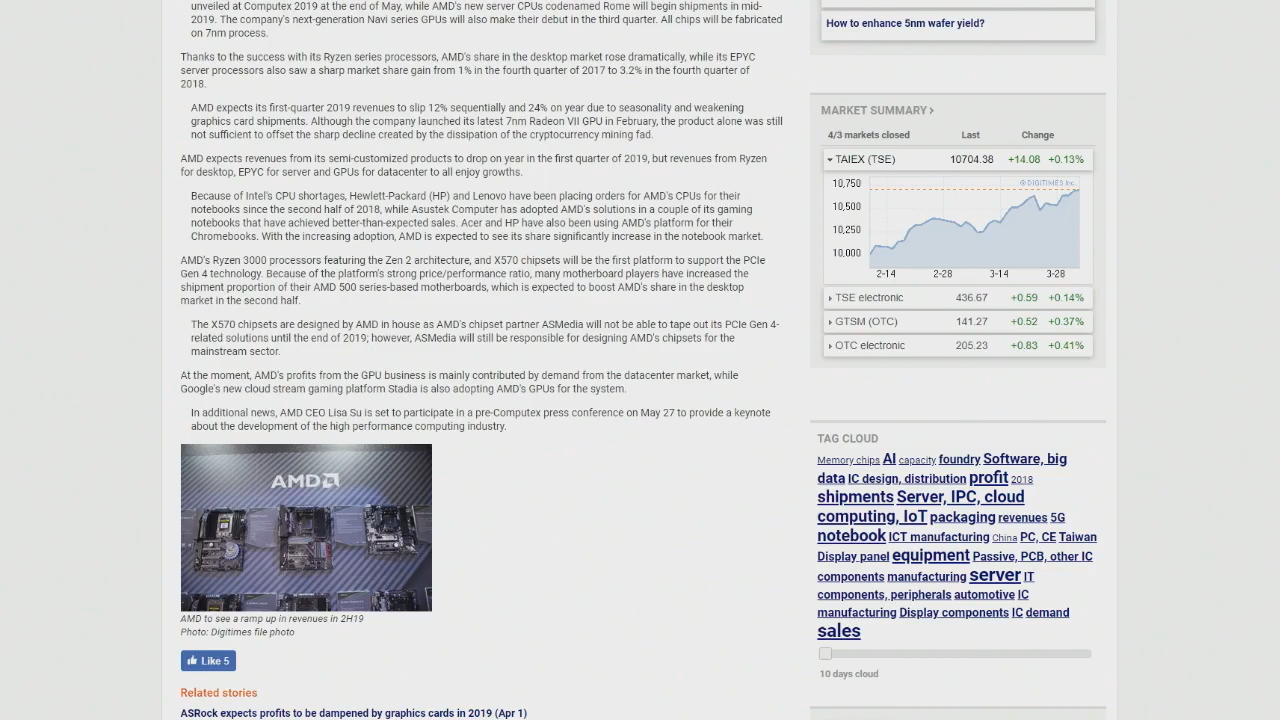 unveiled at Computex 2019 at the end of May, while AMD's new server CPUs codenamed Rome will begin shipments in mid-
2019. The company's next-generation Navi series GPUs will also make their debut in the third quarter. All chips will be fabricated
on 7nm process.
Thanks to the success with its Ryzen series processors, AMD's share in the desktop market rose dramatically, while its EPYC
server processors also saw a sharp market share gain from 1% in the fourth quarter of 2017 to 3.2% in the fourth quarter of
2018.
AMD expects its first-quarter 2019 revenues to slip 12% sequentially and 24% on year due to seasonality and weakening
graphics card shipments. Although the company launched its latest 7nm Radeon VII GPU in February, the product alone was still
not sufficient to offset the sharp decline created by the dissipation of the cryptocurrency mining fad.
AMD expects revenues from its semi-customized products to drop on year in the first quarter of 2019, but revenues from Ryzen
for desktop, EPYC for server and GPUs for datacenter to all enjoy growths.
Because of Intel's CPU shortages, Hewlett-Packard (HP) and Lenovo have been placing orders for AMD's CPUs for their
notebooks since the second half of 2018, while Asustek Computer has adopted AMD's solutions in a couple of its gaming
notebooks that have achieved better-than-expected sales. Acer and HP have also been using AMD's platform for their
Chromebooks. With the increasing adoption, AMD is expected to see its share significantly increase in the notebook market.
AMD's Ryzen 3000 processors featuring the Zen 2 architecture, and X570 chipsets will be the first platform to support the PCIe
Gen 4 technology. Because of the platform's strong price/performance ratio, many motherboard players have increased the
shipment proportion of their AMD 500 series-based motherboards, which is expected to boost AMD's share in the desktop
market in the second half.
The X570 chipsets are designed by AMD in house as AMD's chipset partner ASMedia will not be able to tape out its PCIe Gen 4-
related solutions until the end of 2019; however, ASMedia will still be responsible for designing AMD's chipsets for the
mainstream sector.
At the moment, AMD's profits from the GPU business is mainly contributed by demand from the datacenter market, while
Google's new cloud stream gaming platform Stadia is also adopting AMD's GPUs for the system.
In additional news, AMD CEO Lisa Su is set to participate in a pre-Computex press conference on May 27 to provide a keynote
about the development of the high performance computing industry.
AMD
AMD to see a ramp up in revenues in 2H19
Photo: Digitimes file photo
Like 5
Related stories
ASRock expects profits to be dampened by graphics cards in 2019 (Apr 1)
How to enhance 5nm wafer yield?
MARKET SUMMARY >
4/3 markets closed Last Change
TAIEX (TSE) 10704.38 +14.08 +0.13%
© DIGITIMES Inc.
10,750
10,500
10,250
10,000
2-14 2-28 3-14 3-28
TSE electronic 436.67 +0.59 +0.14%
GTSM (OTC) 141.27 +0.52 +0.37%
OTC electronic 205.23 +0.83 +0.41%
TAG CLOUD
Memory chips AI capacity foundry Software, big
data IC design, distribution profit 2018
shipments Server, IPC, cloud
computing, IoT packaging revenues 5G
notebook ICT manufacturing China PC, CE Taiwan
Display panel equipment Passive, PCB, other IC
components manufacturing server IT
components, peripherals automotive IC
manufacturing Display components IC demand
sales
10 days cloud